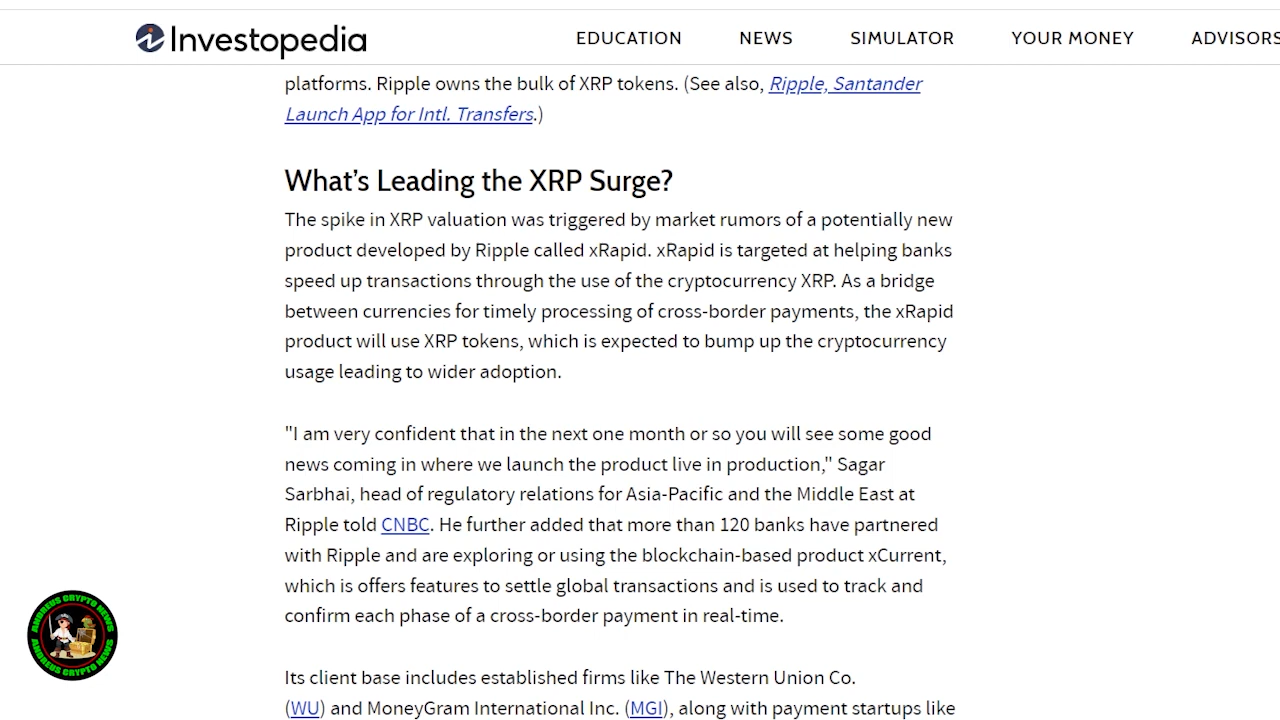 Investopedia
EDUCATION NEWS SIMULATOR YOUR MONEY ADVISORS
platforms. Ripple owns the bulk of XRP tokens. (See also, Ripple, Santander
Launch App for Intl. Transfers.)
What's Leading the XRP Surge?
The spike in XRP valuation was triggered by market rumors of a potentially new
product developed by Ripple called xRapid. xRapid is targeted at helping banks
speed up transactions through the use of the cryptocurrency XRP. As a bridge
between currencies for timely processing of cross-border payments, the xRapid
product will use XRP tokens, which is expected to bump up the cryptocurrency
usage leading to wider adoption.
"I am very confident that in the next one month or so you will see some good
news coming in where we launch the product live in production," Sagar
Sarbhai, head of regulatory relations for Asia-Pacific and the Middle East at
Ripple told CNBC. He further added that more than 120 banks have partnered
with Ripple and are exploring or using the blockchain-based product xCurrent,
which is offers features to settle global transactions and is used to track and
confirm each phase of a cross-border payment in real-time.
ANDREUS CRYPTO NEWS
ANDREUS CRYPTO NEWS
Its client base includes established firms like The Western Union Co.
(WU) and MoneyGram International Inc. (MGI), along with payment startups like